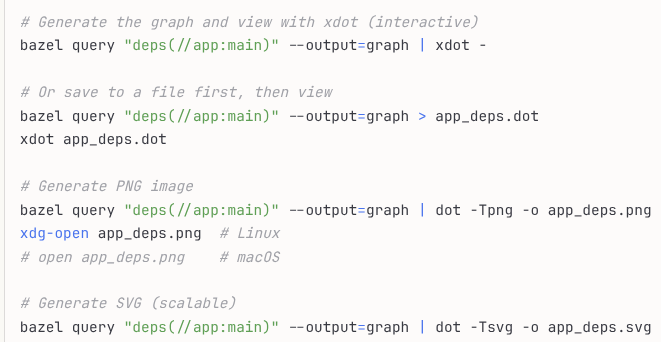 # Generate the graph and view with xdot (interactive)
bazel query "deps(//app:main)" --output=graph | xdot -
# Or save to a file first, then view
bazel query "deps(//app:main)" --output=graph > app_deps.dot
xdot app_deps.dot
# Generate PNG image
bazel query "deps(//app:main)" --output=graph | dot -Tpng -o app_deps.png
xdg-open app_deps.png  # Linux
# open app_deps.png    # macOS
# Generate SVG (scalable)
bazel query "deps(//app:main)" --output=graph | dot -Tsvg -o app_deps.svg